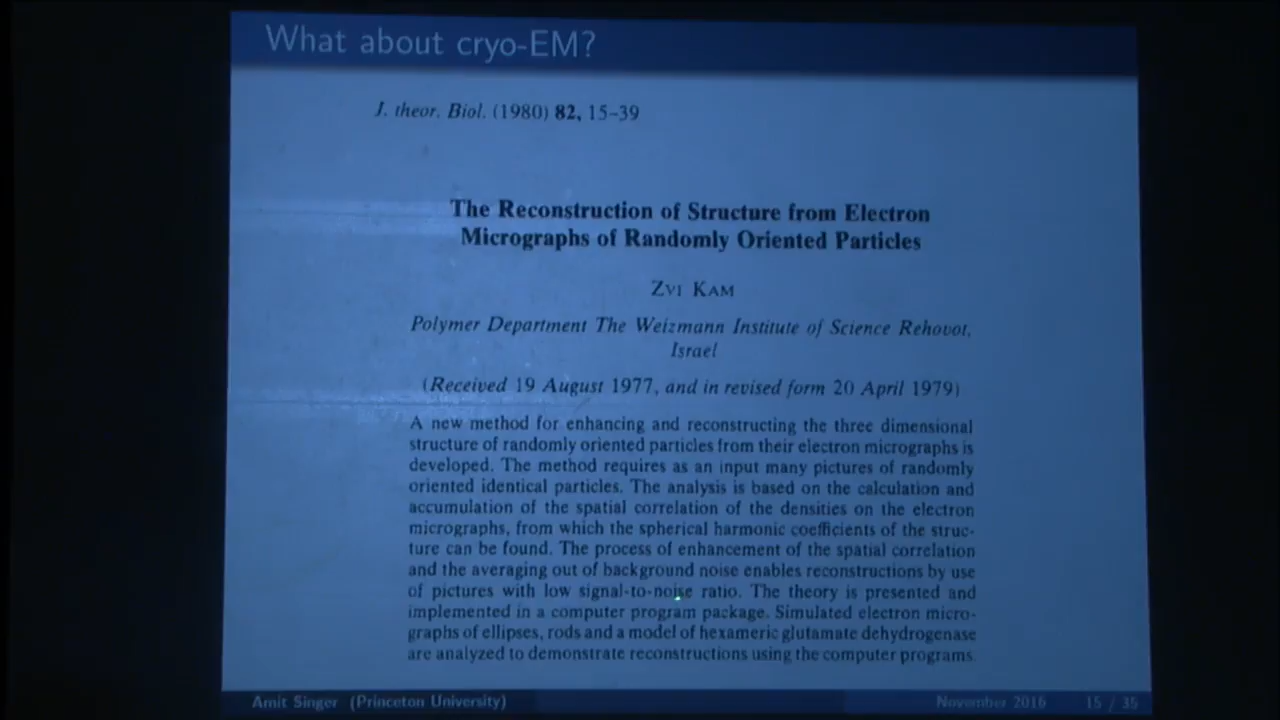 What about cryo-EM?
J. theor. Biol. (1980) 82, 15–39
The Reconstruction of Structure from Electron
Micrographs of Randomly Oriented Particles
ZVI KAM
Polymer Department The Weizmann Institute of Science Rehovot,
Israel
(Received 19 August 1977, and in revised form 20 April 1979)
A new method for enhancing and reconstructing the three dimensional
structure of randomly oriented particles from their electron micrographs is
developed. The method requires as an input many pictures of randomly
oriented identical particles. The analysis is based on the calculation and
accumulation of the spatial correlation of the densities on the electron
micrographs, from which the spherical harmonic coefficients of the struc-
ture can be found. The process of enhancement of the spatial correlation
and the averaging out of background noise enables reconstructions by use
of pictures with low signal-to-noise ratio. The theory is presented and
implemented in a computer program package. Simulated electron micro-
graphs of ellipses, rods and a model of hexameric glutamate dehydrogenase
are analyzed to demonstrate reconstructions using the computer programs.
Amit Singer (Princeton University)
November 2016
15 / 35